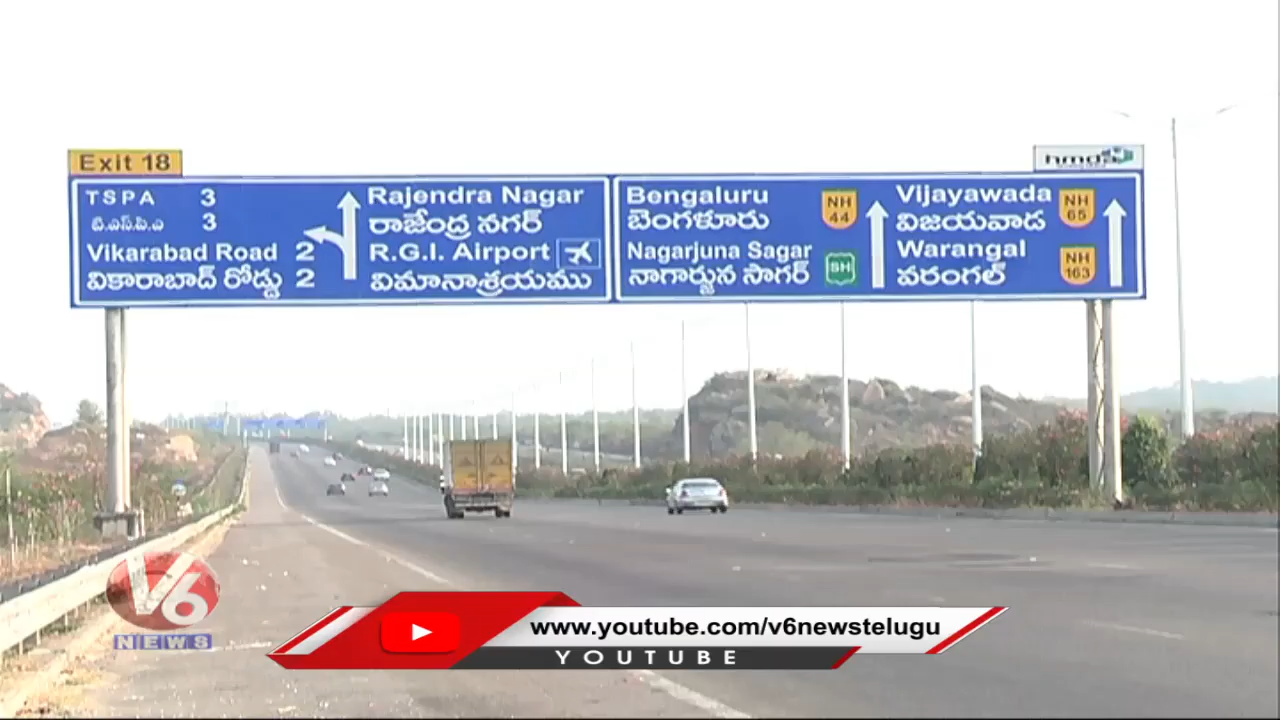 Exit 18
hmda
TSPA 3
టి.ఎస్.పి.ఎ 3
Vikarabad Road 2
వికారాబాద్ రోడ్డు 2
Rajendra Nagar
రాజేంద్ర నగర్
R.G.I. Airport
విమానాశ్రయము
Bengaluru NH 44
బెంగళూరు
Nagarjuna Sagar SH
నాగార్జున సాగర్
Vijayawada NH 65
విజయవాడ
Warangal NH 163
వరంగల్
V6
NEWS
www.youtube.com/v6newstelugu
YOUTUBE